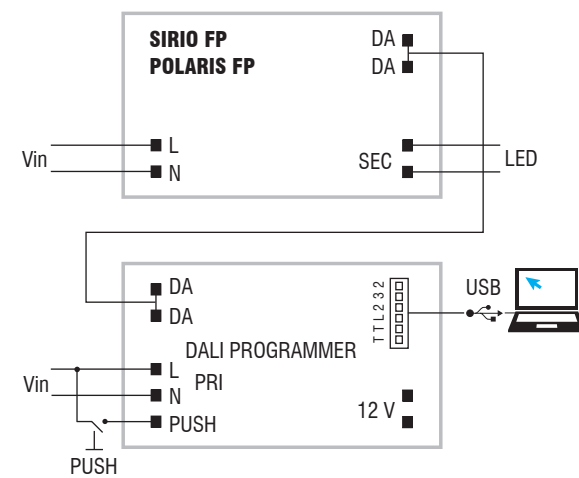 SIRIO FP
POLARIS FP
DA
DA
Vin
L
N
SEC
LED
DA
DA
TTL232
USB
DALI PROGRAMMER
Vin
L
PRI
N
12 V
PUSH
PUSH